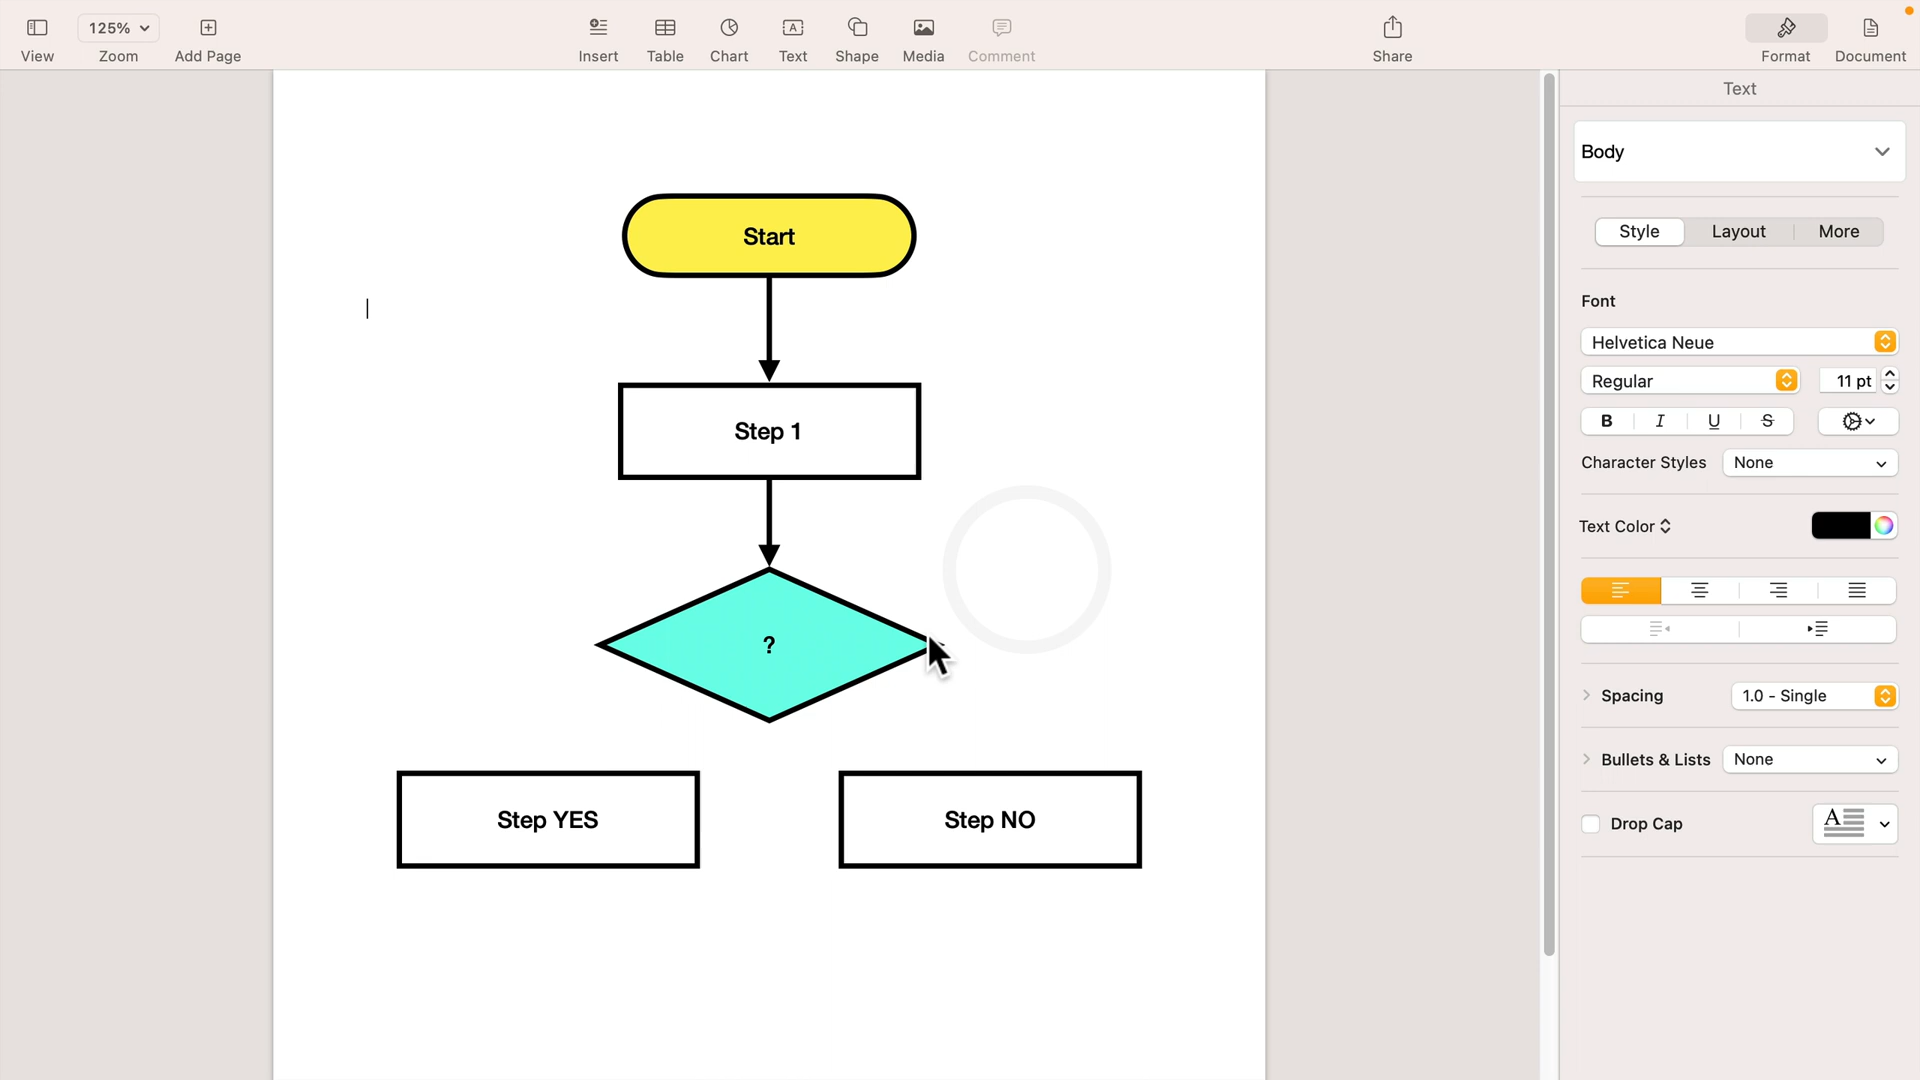 125%
View
Zoom
Add Page
Insert
Table
Chart
Text
Shape
Media
Comment
Share
Format
Document
Text
Body
Style
Layout
More
Font
Helvetica Neue
Regular
11 pt
B I U S
Character Styles
None
Text Color
Spacing
1.0 - Single
Bullets & Lists
None
Drop Cap
A
Start
Step 1
?
Step YES
Step NO